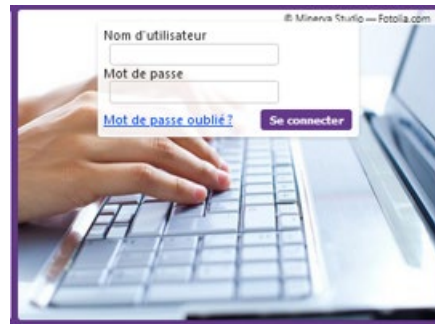 © Minerva Studio — Fotolia.com
Nom d'utilisateur
Mot de passe
Mot de passe oublié ?
Se connecter